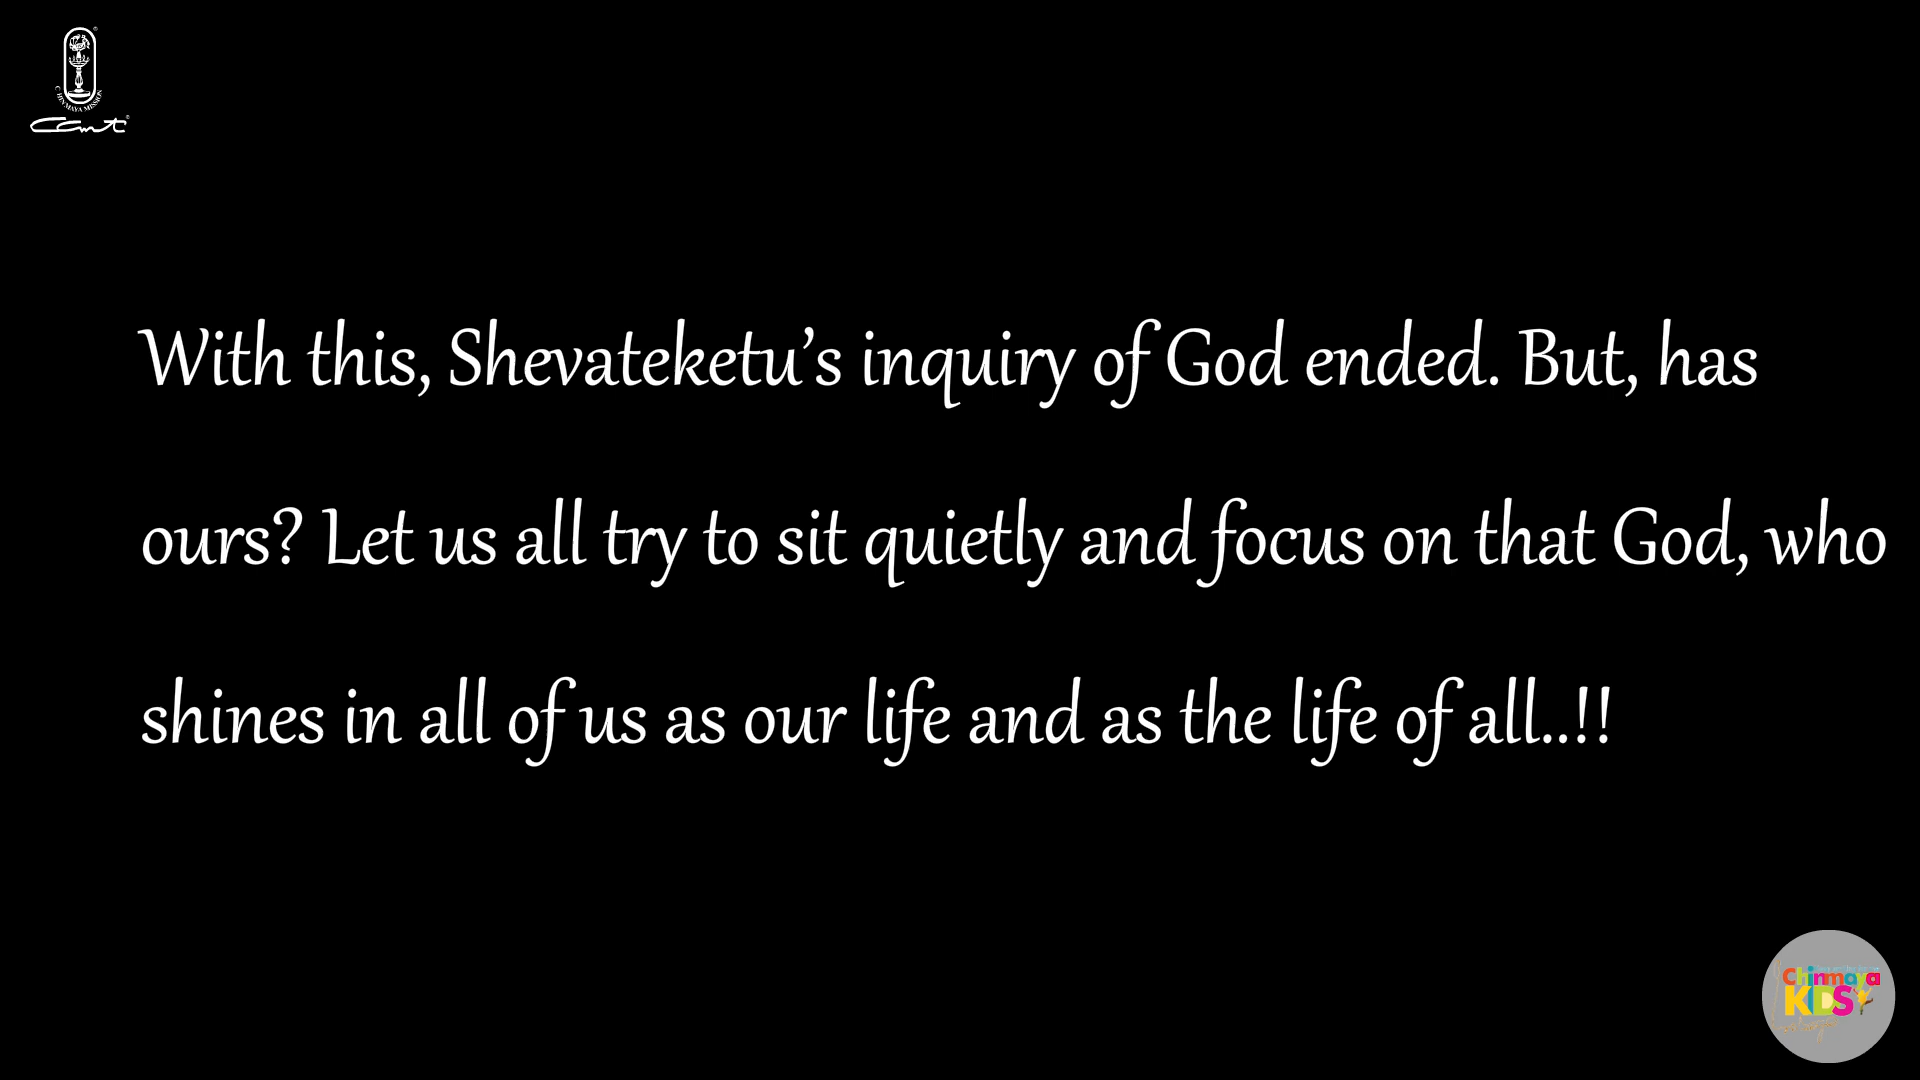 CHINMAYA MISSION
With this, Shevateketu’s inquiry of God ended. But, has
ours? Let us all try to sit quietly and focus on that God, who
shines in all of us as our life and as the life of all..!!
Chinmaya
KIDS